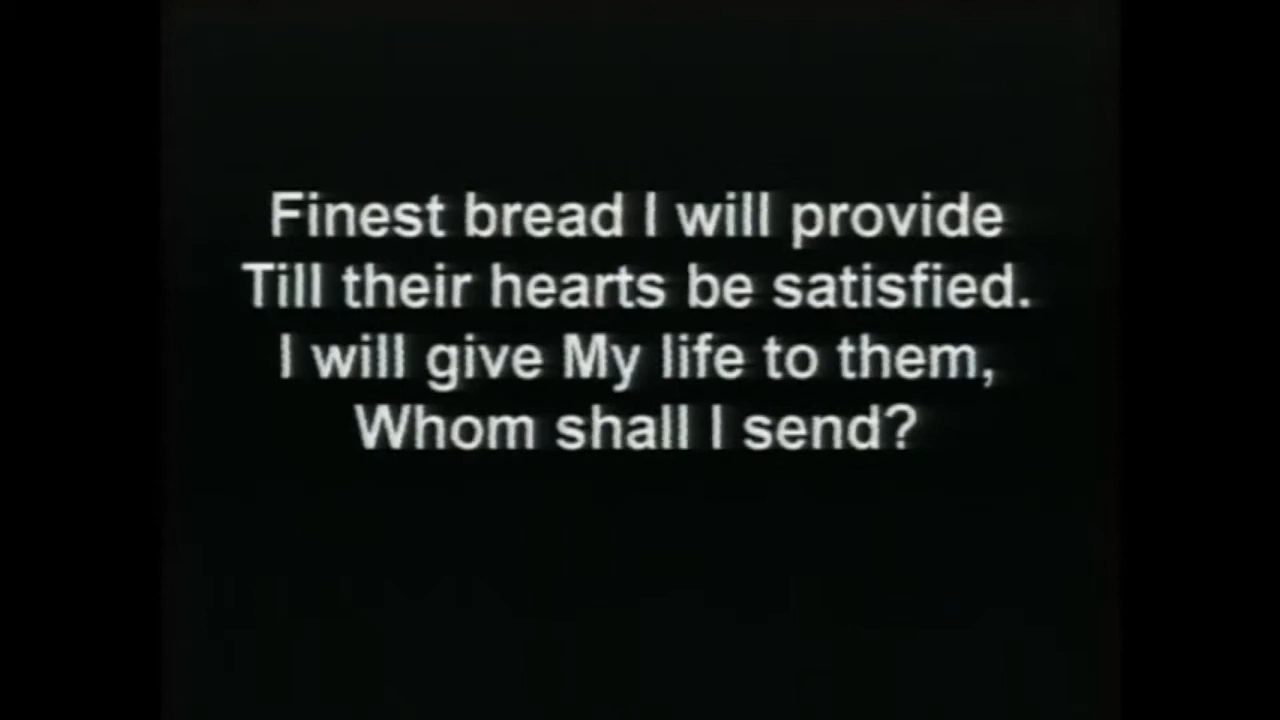 Finest bread I will provide
Till their hearts be satisfied.
I will give My life to them,
Whom shall I send?